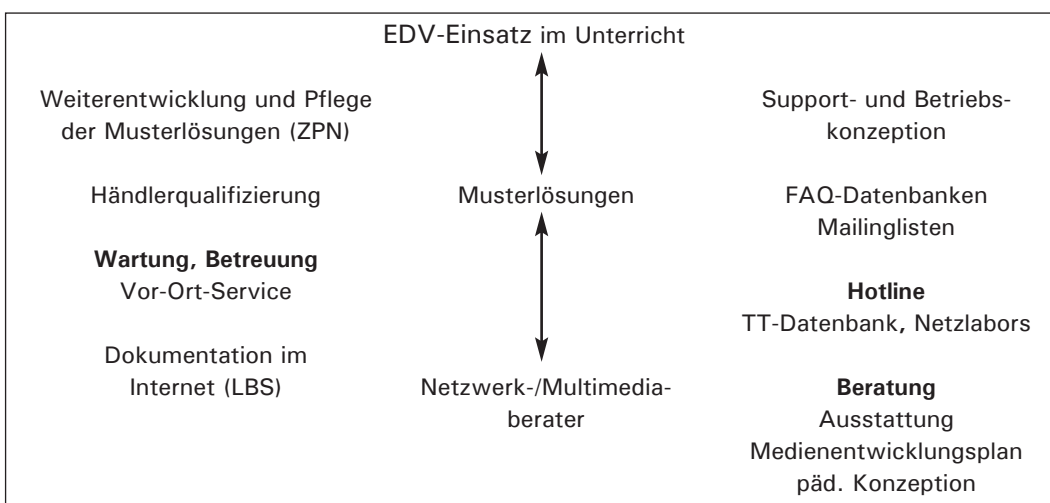 EDV-Einsatz im Unterricht
Weiterentwicklung und Pflege
der Musterlösungen (ZPN)
Händlerqualifizierung
Wartung, Betreuung
Vor-Ort-Service
Dokumentation im
Internet (LBS)
Musterlösungen
Netzwerk-/Multimedia-
berater
Support- und Betriebs-
konzeption
FAQ-Datenbanken
Mailinglisten
Hotline
TT-Datenbank, Netzlabors
Beratung
Ausstattung
Medienentwicklungsplan
päd. Konzeption